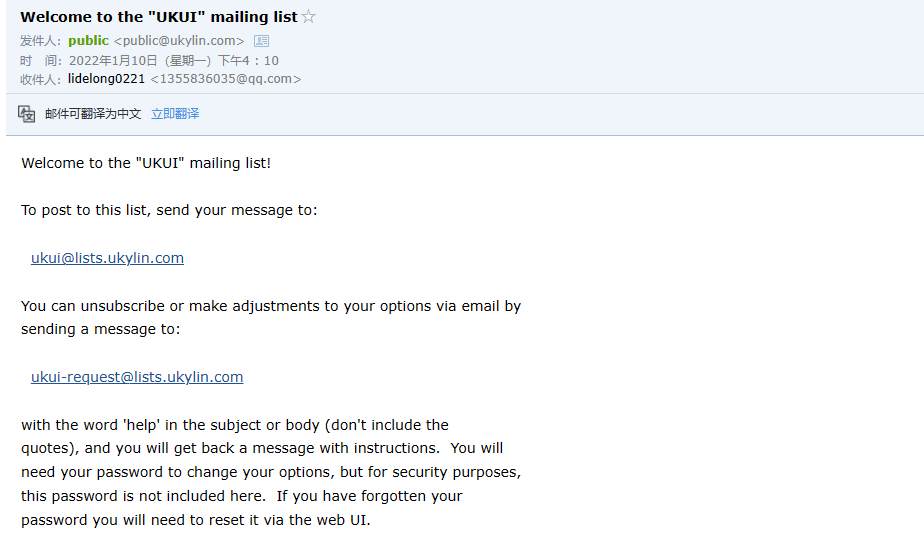 Welcome to the "UKUI" mailing list
发件人：public <public@ukylin.com>
时　间：2022年1月10日（星期一）下午4：10
收件人：lidelong0221 <1355836035@qq.com>
邮件可翻译为中文 立即翻译
Welcome to the "UKUI" mailing list!
To post to this list, send your message to:
ukui@lists.ukylin.com
You can unsubscribe or make adjustments to your options via email by
sending a message to:
ukui-request@lists.ukylin.com
with the word 'help' in the subject or body (don't include the
quotes), and you will get back a message with instructions.  You will
need your password to change your options, but for security purposes,
this password is not included here.  If you have forgotten your
password you will need to reset it via the web UI.